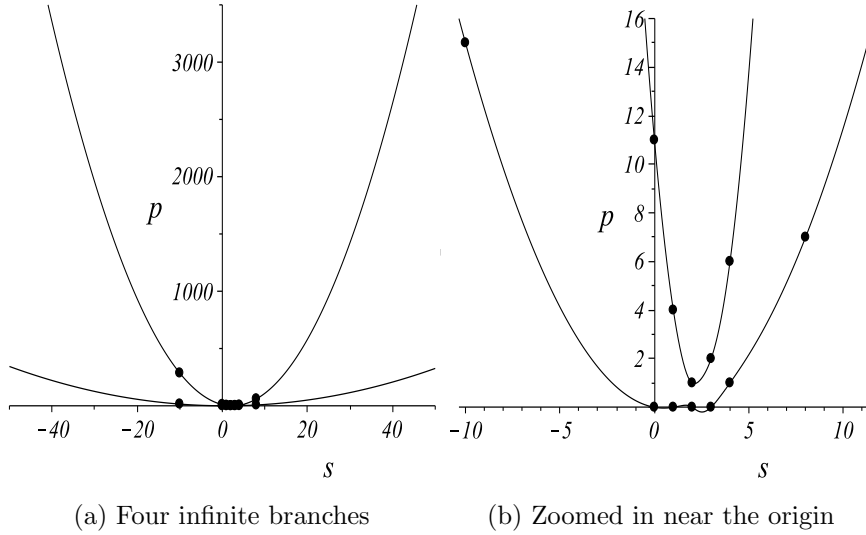 3000
2000
p
1000
−40 −20 0 20 40
s
16
14
12
10
p
8
6
4
2
−10 −5 0 5 10
s
(a) Four infinite branches
(b) Zoomed in near the origin